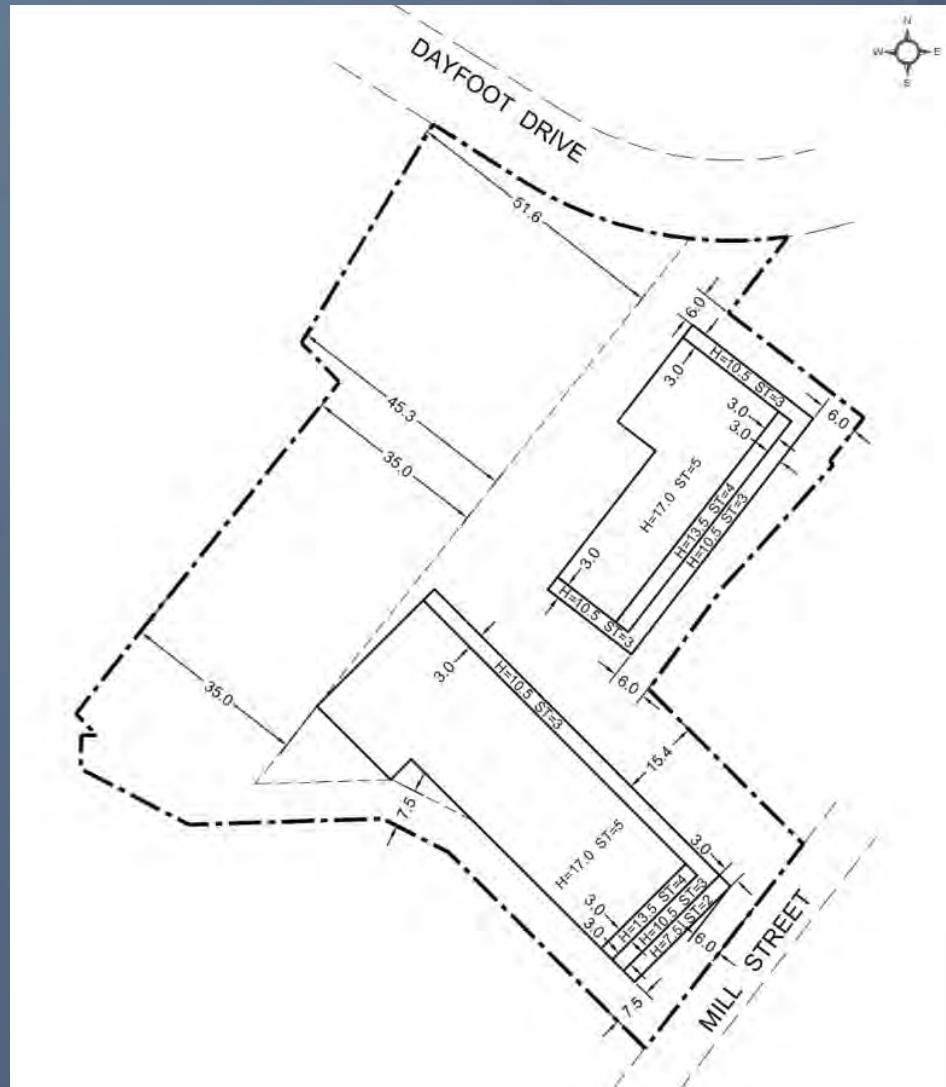 N
W E
S
DAYFOOT DRIVE
51.6
6.0
H=10.5 ST=3
3.0
3.0
3.0
6.0
45.3
35.0
H=17.0 ST=5
H=13.5 ST=4
H=10.5 ST=3
3.0
H=10.5 ST=3
6.0
35.0
3.0
H=10.5 ST=3
15.4
7.5
H=17.0 ST=5
3.0
3.0
3.0
H=13.5 ST=4
H=10.5 ST=3
H=7.5 ST=2
6.0
7.5
MILL STREET